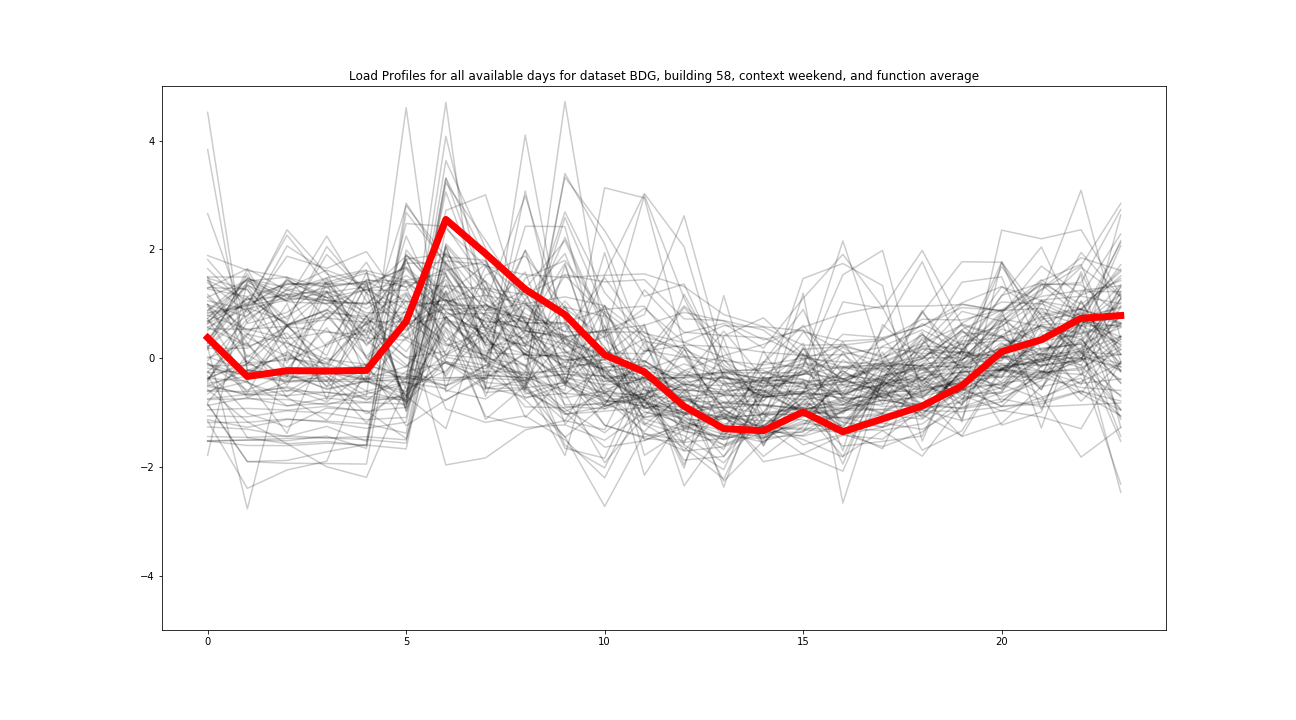 Load Profiles for all available days for dataset BDG, building 58, context weekend, and function average
4
2
0
−2
−4
0 5 10 15 20